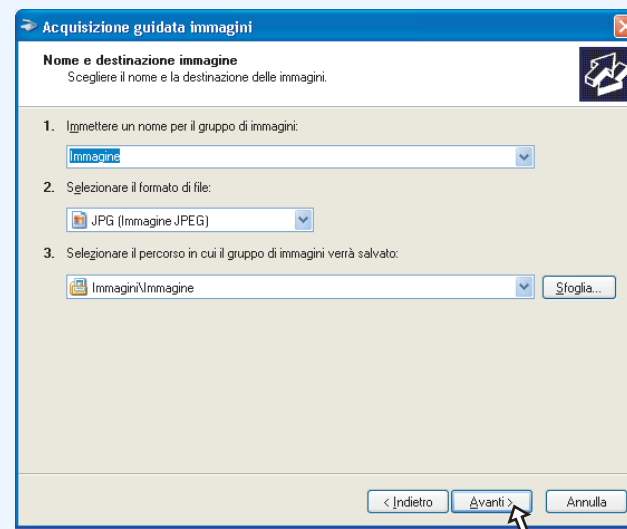 Acquisizione guidata immagini
Nome e destinazione immagine
Scegliere il nome e la destinazione delle immagini.
1. Immettere un nome per il gruppo di immagini:
Immagine
2. Selezionare il formato di file:
JPG (Immagine JPEG)
3. Selezionare il percorso in cui il gruppo di immagini verrà salvato:
Immagini\Immagine
Sfoglia...
< Indietro
Avanti >
Annulla